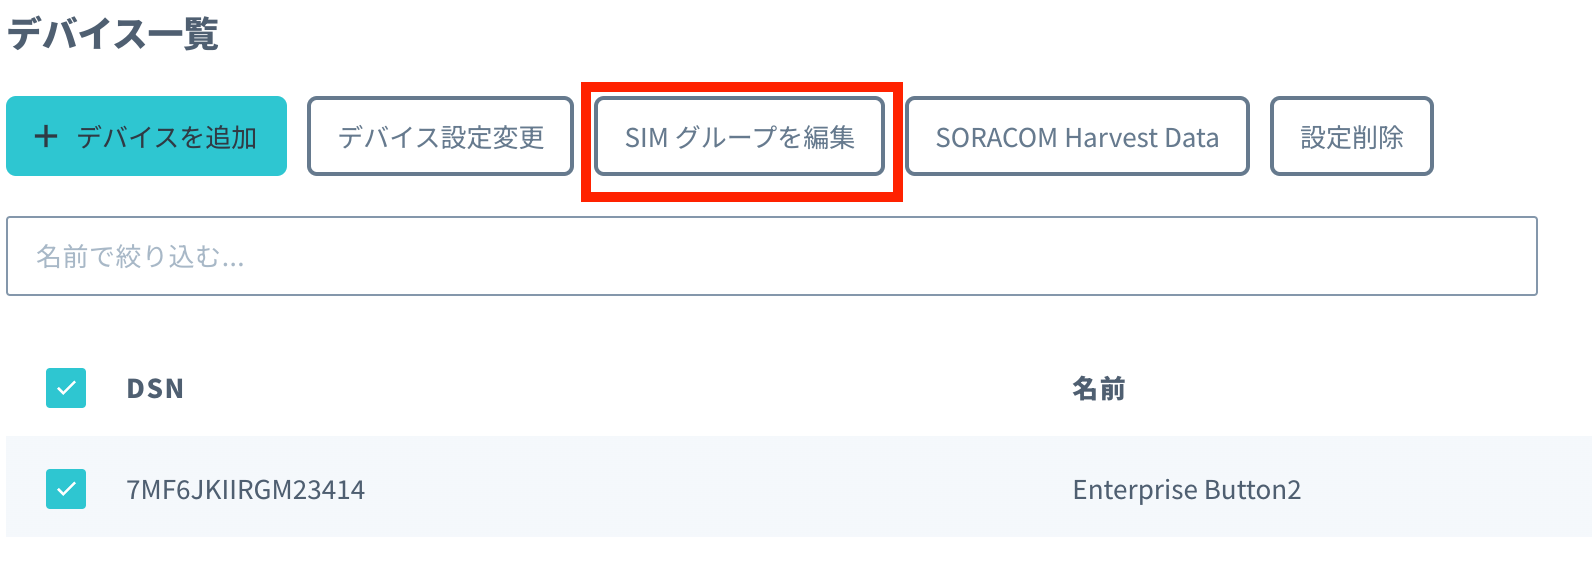 デバイス一覧
+ デバイスを追加 デバイス設定変更 SIM グループを編集 SORACOM Harvest Data 設定削除
名前で絞り込む...
DSN 名前
7MF6JKIIRGM23414 Enterprise Button2